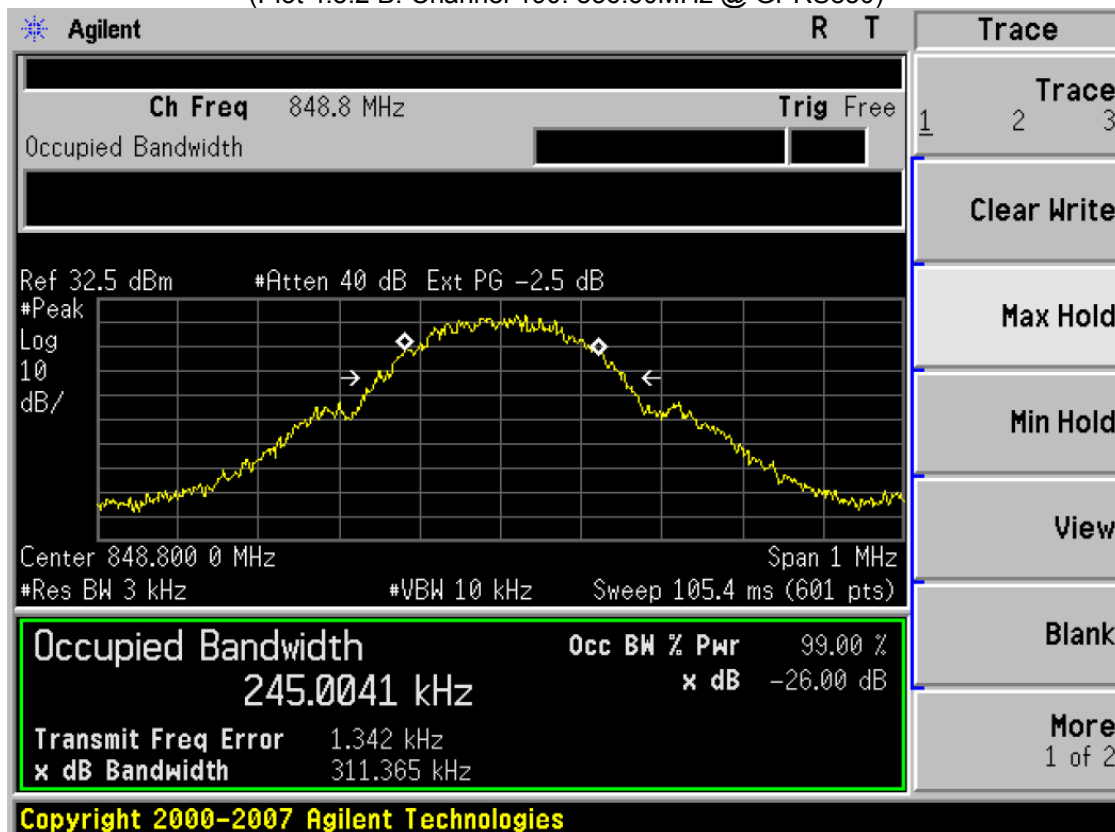 Agilent R T Trace
Ch Freq 848.8 MHz Trig Free
Occupied Bandwidth
Trace
1 2 3
Clear Write
Max Hold
Min Hold
View
Blank
More
1 of 2
Ref 32.5 dBm #Atten 40 dB Ext PG -2.5 dB
#Peak
Log
10
dB/
Center 848.800 0 MHz Span 1 MHz
#Res BW 3 kHz #VBW 10 kHz Sweep 105.4 ms (601 pts)
Occupied Bandwidth Occ BW % Pwr 99.00 %
245.0041 kHz x dB -26.00 dB
Transmit Freq Error 1.342 kHz
x dB Bandwidth 311.365 kHz
Copyright 2000-2007 Agilent Technologies